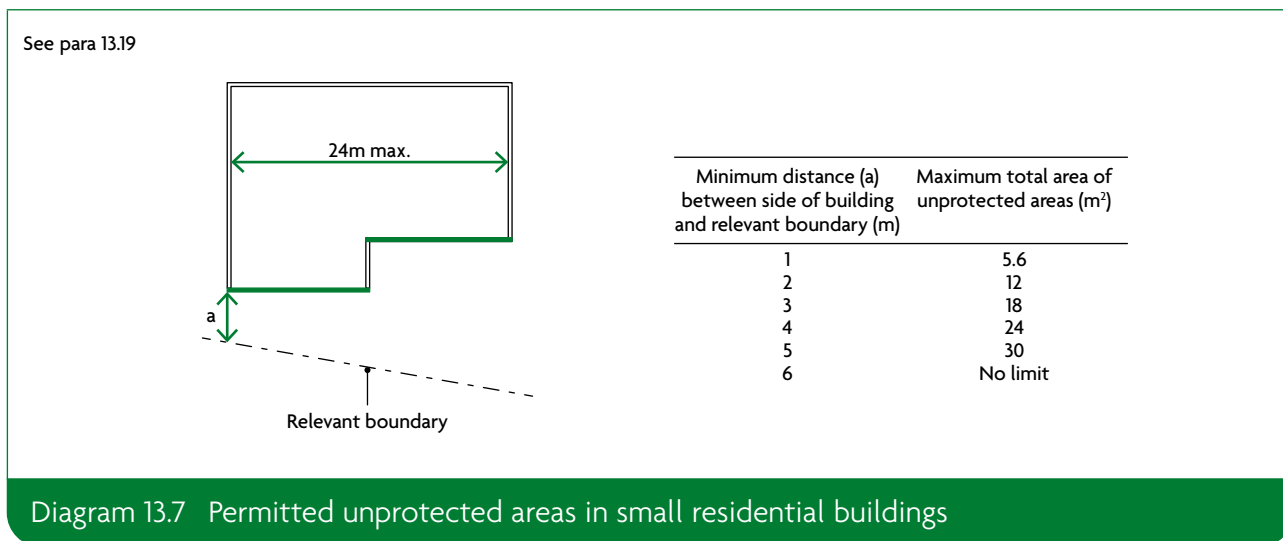 See para 13.19
24m max.
a
Relevant boundary
Minimum distance (a) Maximum total area of
between side of building unprotected areas (m²)
and relevant boundary (m)
1 5.6
2 12
3 18
4 24
5 30
6 No limit
Diagram 13.7 Permitted unprotected areas in small residential buildings